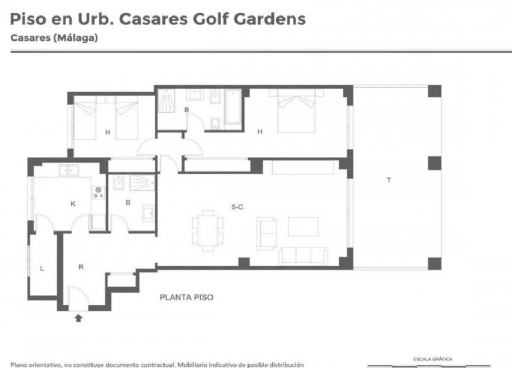 Piso en Urb. Casares Golf Gardens
Casares (Málaga)
B
H
H
T
K
B
S-C
L
R
PLANTA PISO
ESCALA GRÁFICA
Plano orientativo, no constituye documento contractual. Mobiliario indicativo de posible distribución